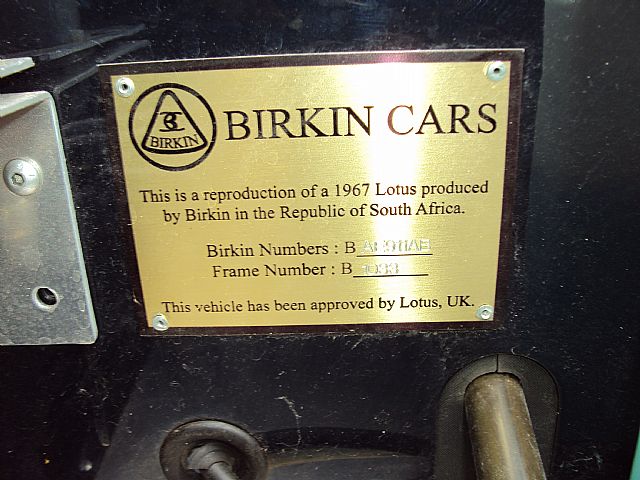 BIRKIN
BIRKIN CARS
This is a reproduction of a 1967 Lotus produced
by Birkin in the Republic of South Africa.
Birkin Numbers : B
Frame Number : B 1033
This vehicle has been approved by Lotus, UK.